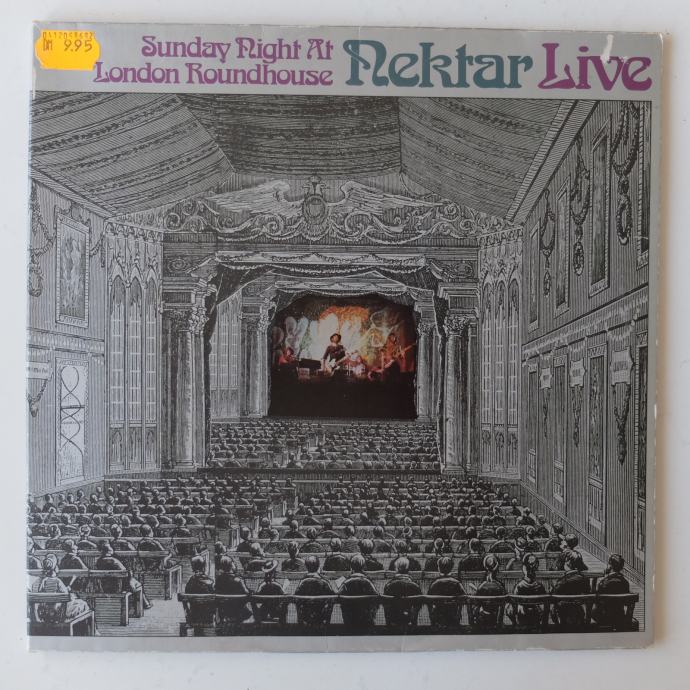 DM 9.95
Sunday Night At
London Roundhouse
Nektar Live